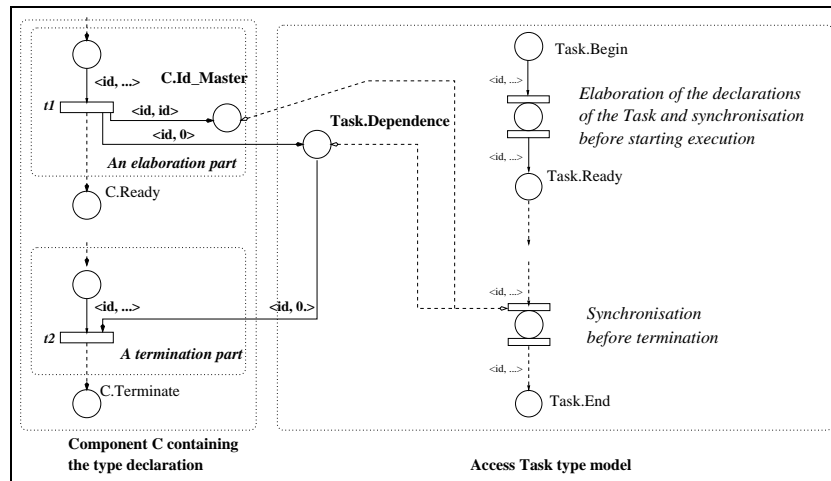 Task.Begin
C.Id_Master
<id, ...>
<id, ...>
Elaboration of the declarations
of the Task and synchronisation
before starting execution
t1
<id, id>
Task.Dependence
<id, 0>
An elaboration part
<id, ...>
Task.Ready
C.Ready
<id, ...>
<id, 0.>
<id, ...>
Synchronisation
before termination
t2
A termination part
<id, ...>
C.Terminate
Task.End
Component C containing
the type declaration
Access Task type model